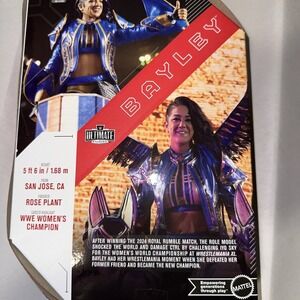 BAYLEY
ULTIMATE
EDITION
HEIGHT
5 ft 6 in / 1.68 m
FROM
SAN JOSE, CA
FINISHER
ROSE PLANT
CAREER HIGHLIGHT
WWE WOMEN'S
CHAMPION
AFTER WINNING THE 2024 ROYAL RUMBLE MATCH, THE ROLE MODEL
SHOCKED THE WORLD AND DAMAGE CTRL BY CHALLENGING IYO SKY
FOR THE WOMEN'S WORLD CHAMPIONSHIP AT WRESTLEMANIA XL.
BAYLEY HAD HER WRESTLEMANIA MOMENT WHEN SHE DEFEATED HER
FORMER FRIEND AND BECAME THE NEW CHAMPION.
Empowering
generations
through play
MATTEL